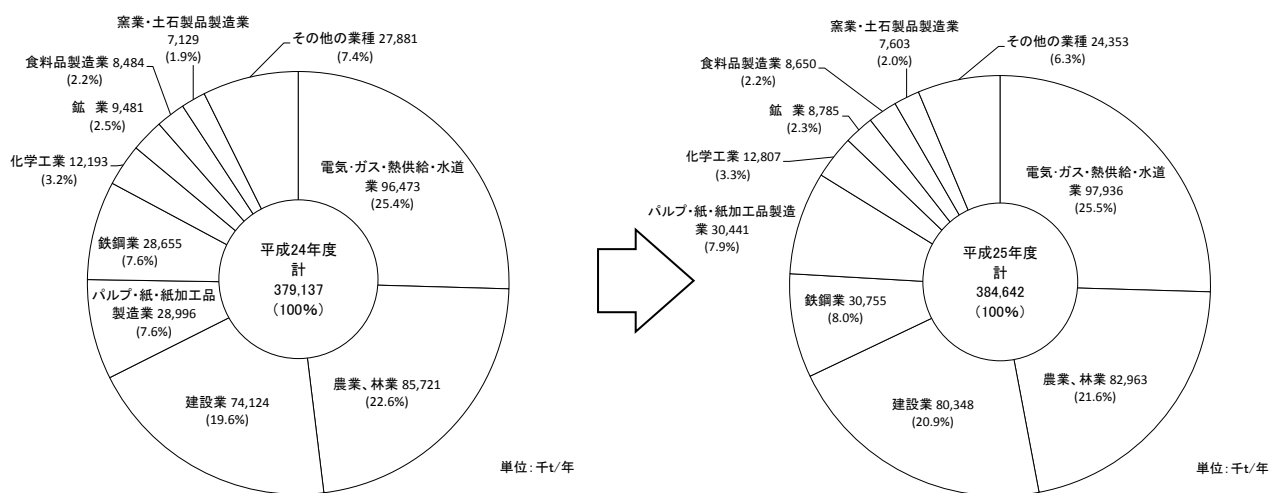 窯業・土石製品製造業
7,129
(1.9%)
その他の業種 27,881
(7.4%)
食料品製造業 8,484
(2.2%)
鉱 業 9,481
(2.5%)
化学工業 12,193
(3.2%)
電気・ガス・熱供給・水道
業 96,473
(25.4%)
鉄鋼業 28,655
(7.6%)
平成24年度
計
379,137
（100%）
パルプ・紙・紙加工品
製造業 28,996
(7.6%)
農業、林業 85,721
(22.6%)
建設業 74,124
(19.6%)
単位：千t/年
窯業・土石製品製造業
7,603
(2.0%)
その他の業種 24,353
(6.3%)
食料品製造業 8,650
(2.2%)
鉱 業 8,785
(2.3%)
化学工業 12,807
(3.3%)
電気・ガス・熱供給・水道
業 97,936
(25.5%)
パルプ・紙・紙加工品製造
業 30,441
(7.9%)
平成25年度
計
384,642
（100%）
鉄鋼業 30,755
(8.0%)
農業、林業 82,963
(21.6%)
建設業 80,348
(20.9%)
単位：千t/年